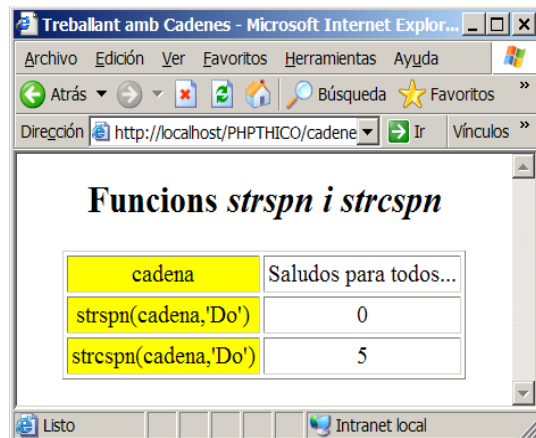 Treballant amb Cadenes - Microsoft Internet Explor...
Archivo Edición Ver Favoritos Herramientas Ayuda
Atrás Búsqueda Favoritos »
Dirección http://localhost/PHPTHICO/cadene Ir Vínculos »
Funcions strspn i strcspn
cadena Saludos para todos...
strspn(cadena,'Do') 0
strcspn(cadena,'Do') 5
Listo Intranet local